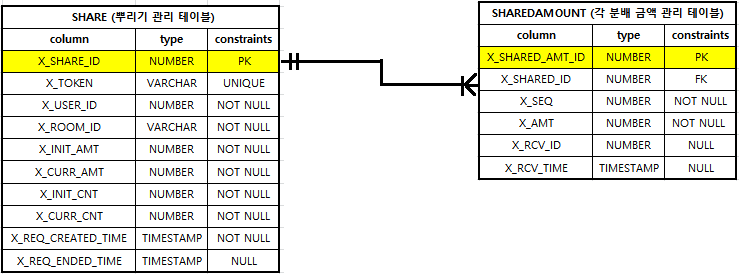 SHARE (뿌리기 관리 테이블)
column type constraints
X_SHARE_ID NUMBER PK
X_TOKEN VARCHAR UNIQUE
X_USER_ID NUMBER NOT NULL
X_ROOM_ID VARCHAR NOT NULL
X_INIT_AMT NUMBER NOT NULL
X_CURR_AMT NUMBER NOT NULL
X_INIT_CNT NUMBER NOT NULL
X_CURR_CNT NUMBER NOT NULL
X_REQ_CREATED_TIME TIMESTAMP NOT NULL
X_REQ_ENDED_TIME TIMESTAMP NULL
SHAREDAMOUNT (각 분배 금액 관리 테이블)
column type constraints
X_SHARED_AMT_ID NUMBER PK
X_SHARED_ID NUMBER FK
X_SEQ NUMBER NOT NULL
X_AMT NUMBER NOT NULL
X_RCV_ID NUMBER NULL
X_RCV_TIME TIMESTAMP NULL